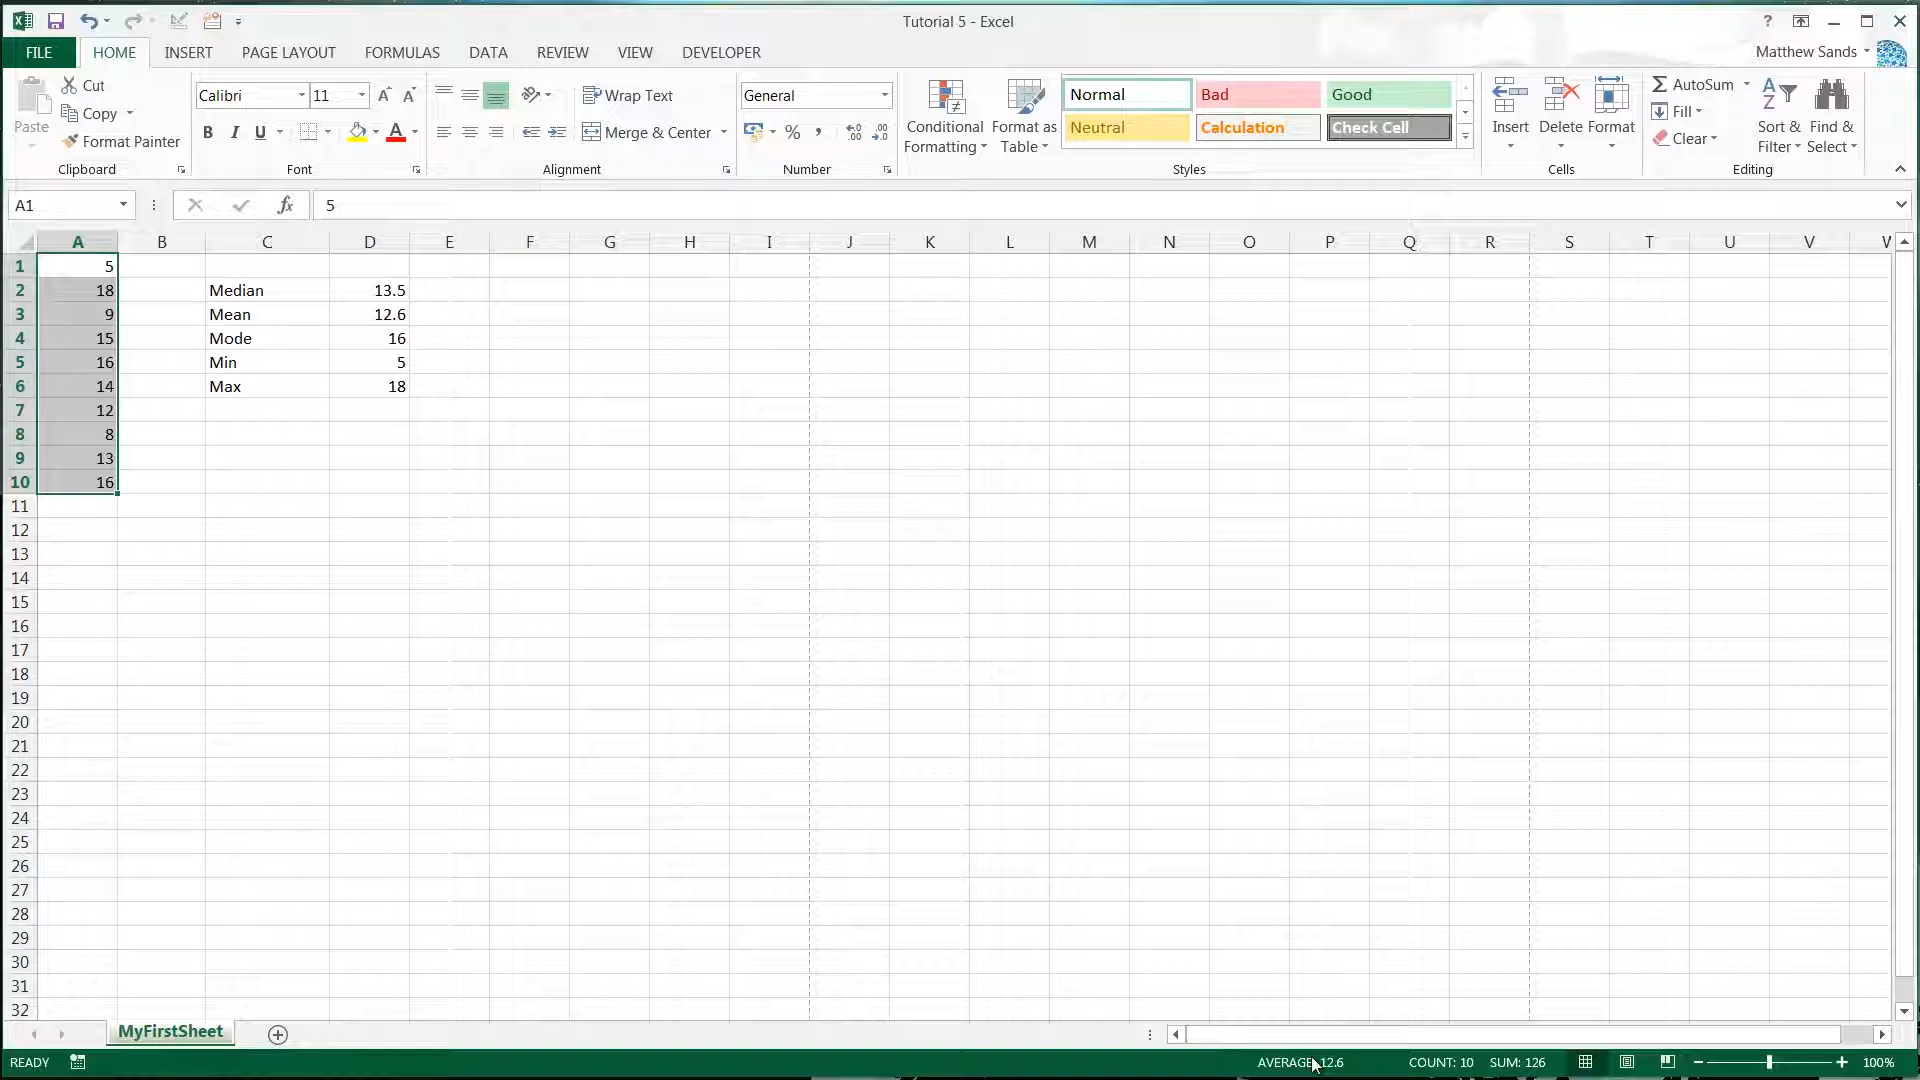 Tutorial 5 - Excel
?
FILE HOME INSERT PAGE LAYOUT FORMULAS DATA REVIEW VIEW DEVELOPER Matthew Sands
Paste
Cut
Copy
Format Painter
Clipboard
Calibri 11 A A
B I U A
Font
Wrap Text
Merge & Center
Alignment
General
% , .0 .00 .00 .0
Number
Conditional Formatting
Format as Table
Normal Bad Good
Neutral Calculation Check Cell
Styles
Insert Delete Format
Cells
AutoSum
Fill
Clear
Sort & Filter
Find & Select
Editing
A1 fx 5
A B C D E F G H I J K L M N O P Q R S T U V W
1 5
2 18 Median 13.5
3 9 Mean 12.6
4 15 Mode 16
5 16 Min 5
6 14 Max 18
7 12
8 8
9 13
10 16
11
12
13
14
15
16
17
18
19
20
21
22
23
24
25
26
27
28
29
30
31
32
MyFirstSheet
READY AVERAGE: 12.6 COUNT: 10 SUM: 126 100%